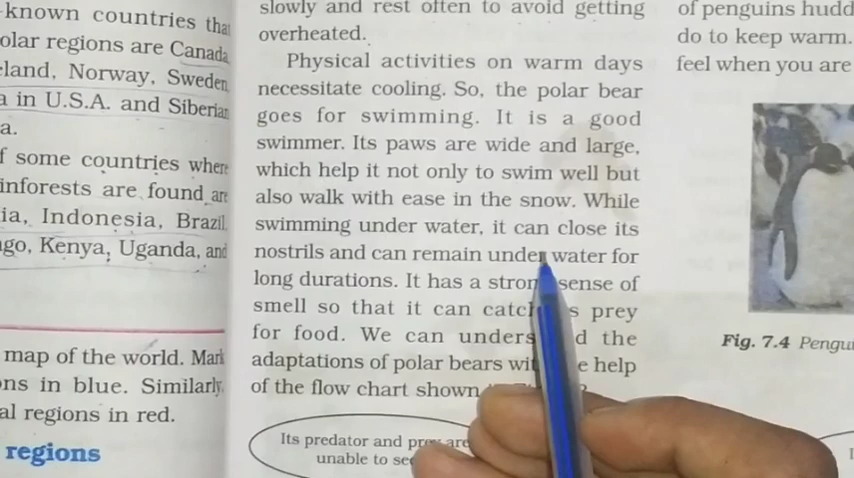 known countries
olar regions are Canada,
land, Norway, Sweden,
a in U.S.A. and Siberian
a.
f some countries where
inforests are found are
ia, Indonesia, Brazil,
go, Kenya, Uganda, and
map of the world. Mark
ns in blue. Similarly,
al regions in red.
regions
slowly and rest often to avoid getting
overheated.
Physical activities on warm days
necessitate cooling. So, the polar bear
goes for swimming. It is a good
swimmer. Its paws are wide and large,
which help it not only to swim well but
also walk with ease in the snow. While
swimming under water, it can close its
nostrils and can remain under water for
long durations. It has a strong sense of
smell so that it can catch s prey
for food. We can unders d the
adaptations of polar bears wit e help
of the flow chart shown
Its predator and prey are
unable to se
of penguins hudd
do to keep warm.
feel when you are
Fig. 7.4 Pengu